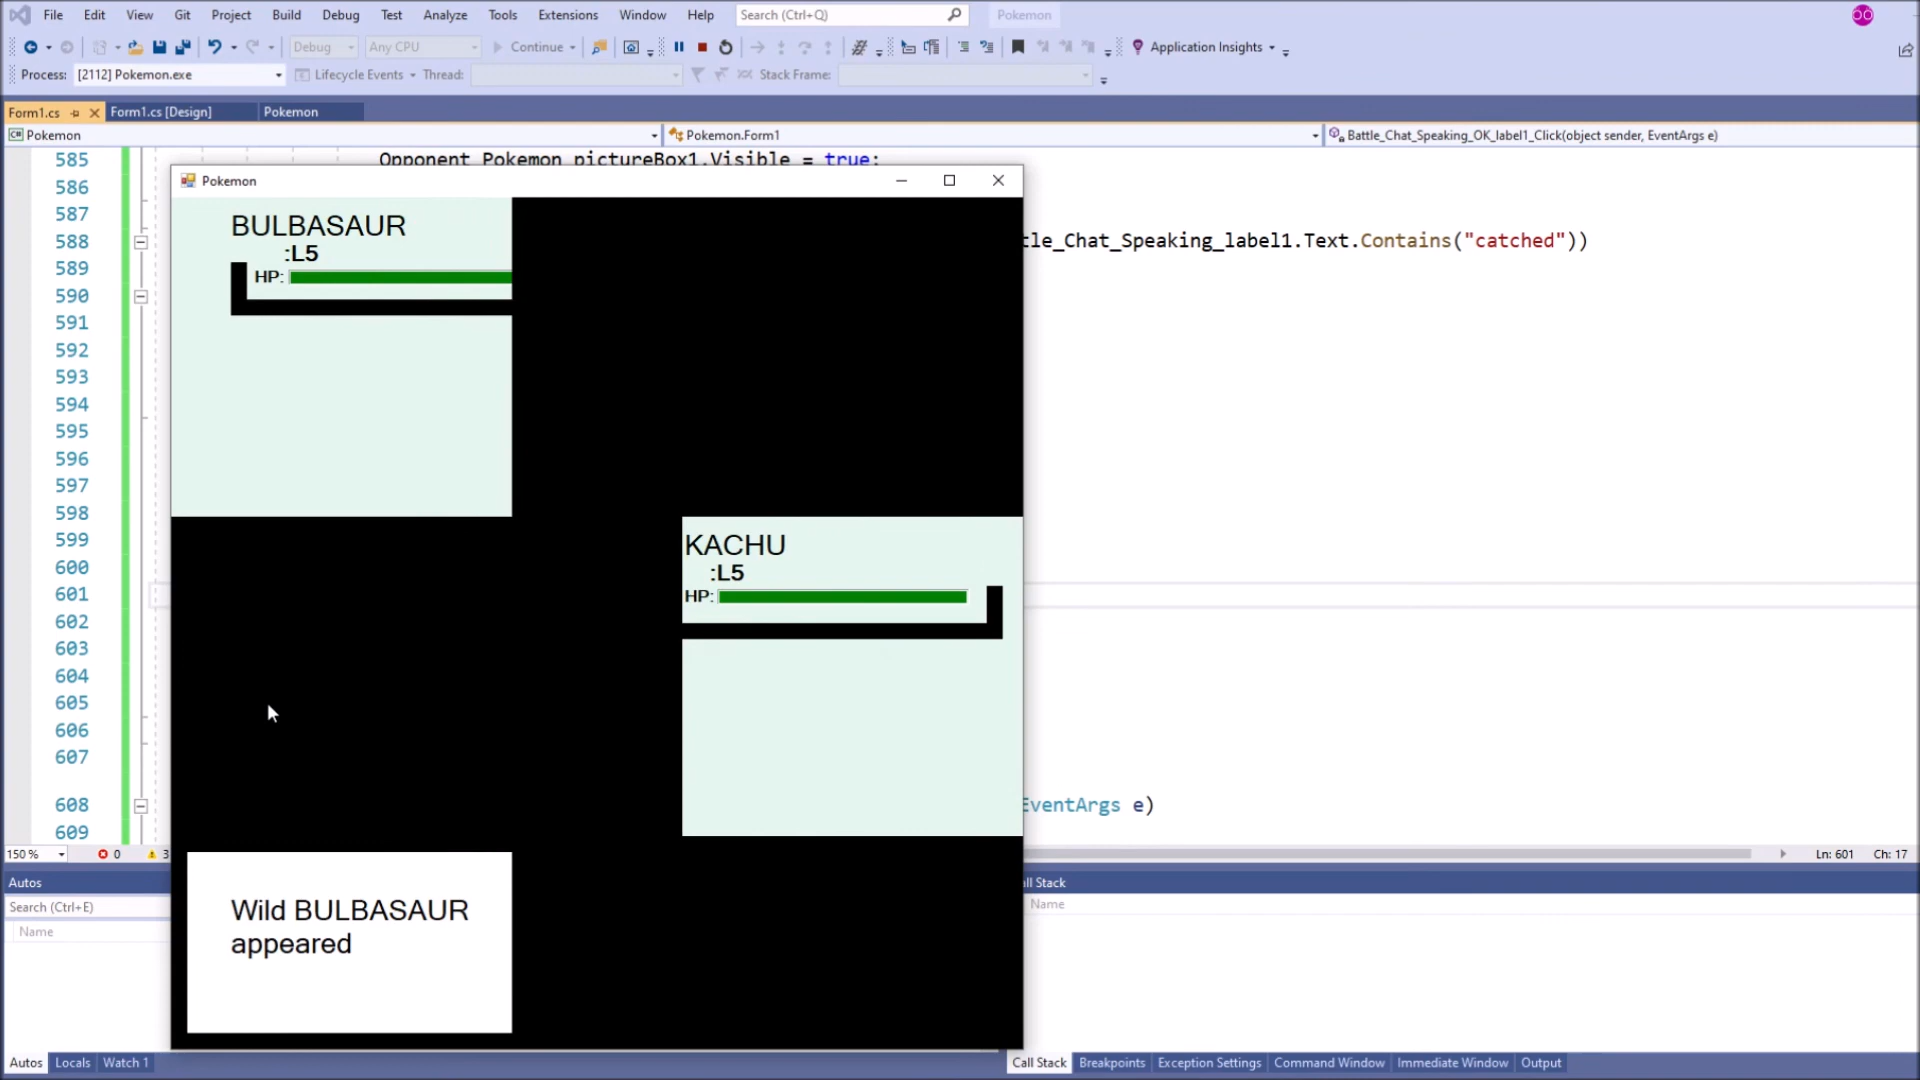 File Edit View Git Project Build Debug Test Analyze Tools Extensions Window Help Search (Ctrl+Q) Pokemon
Debug Any CPU Continue Application Insights
Process: [2112] Pokemon.exe Lifecycle Events Thread: Stack Frame:
Form1.cs Form1.cs [Design] Pokemon
Pokemon Pokemon.Form1 Battle_Chat_Speaking_OK_label1_Click(object sender, EventArgs e)
585 Opponent_Pokemon_pictureBox1.Visible = true;
Pokemon
586
587
BULBASAUR
588 tle_Chat_Speaking_label1.Text.Contains("catched"))
:L5
589
HP:
590
591
592
593
594
595
596
597
598
599
KACHU
600
:L5
601
HP:
602
603
604
605
606
607
608 EventArgs e)
609
150 % 0 3 Ln: 601 Ch: 17
Autos
Search (Ctrl+E)
Name
Wild BULBASAUR
appeared
all Stack
Name
Autos Locals Watch 1
Call Stack Breakpoints Exception Settings Command Window Immediate Window Output